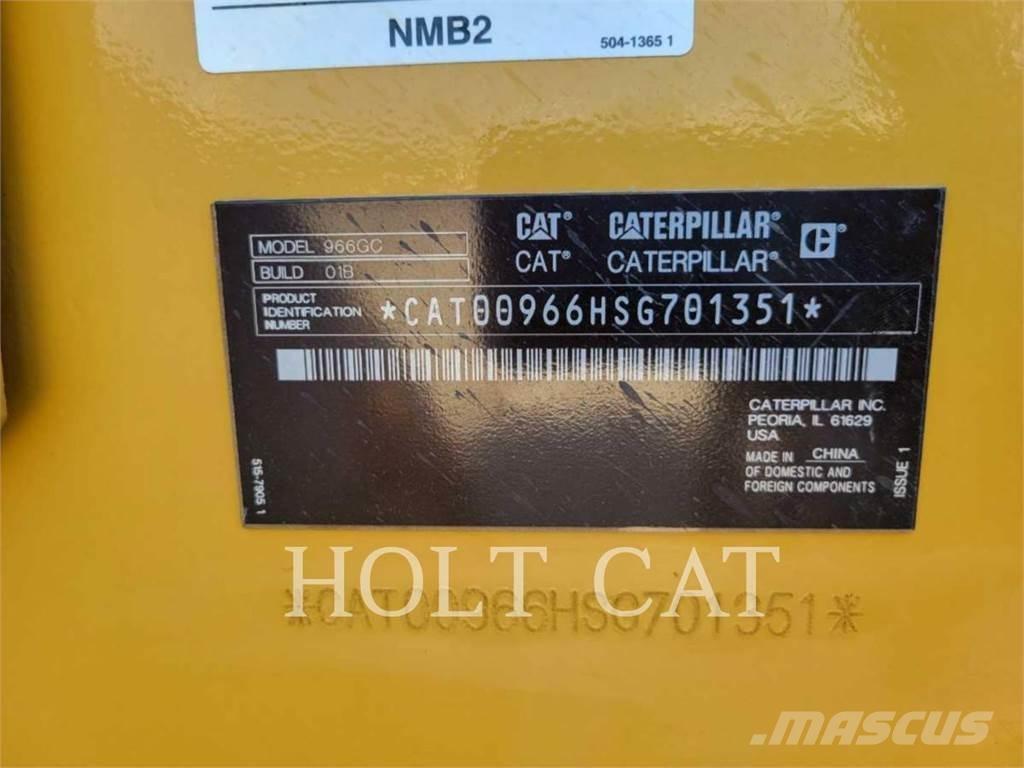 NMB2
504-1365 1
CAT® CATERPILLAR® C®
CAT® CATERPILLAR®
MODEL 966GC
BUILD 01B
PRODUCT
IDENTIFICATION
NUMBER
*CAT00966HSG701351*
CATERPILLAR INC.
PEORIA, IL 61629
USA
MADE IN CHINA
OF DOMESTIC AND
FOREIGN COMPONENTS
ISSUE 1
515-7905 1
HOLT CAT
*CAT00966HSG701351*
MASCUS